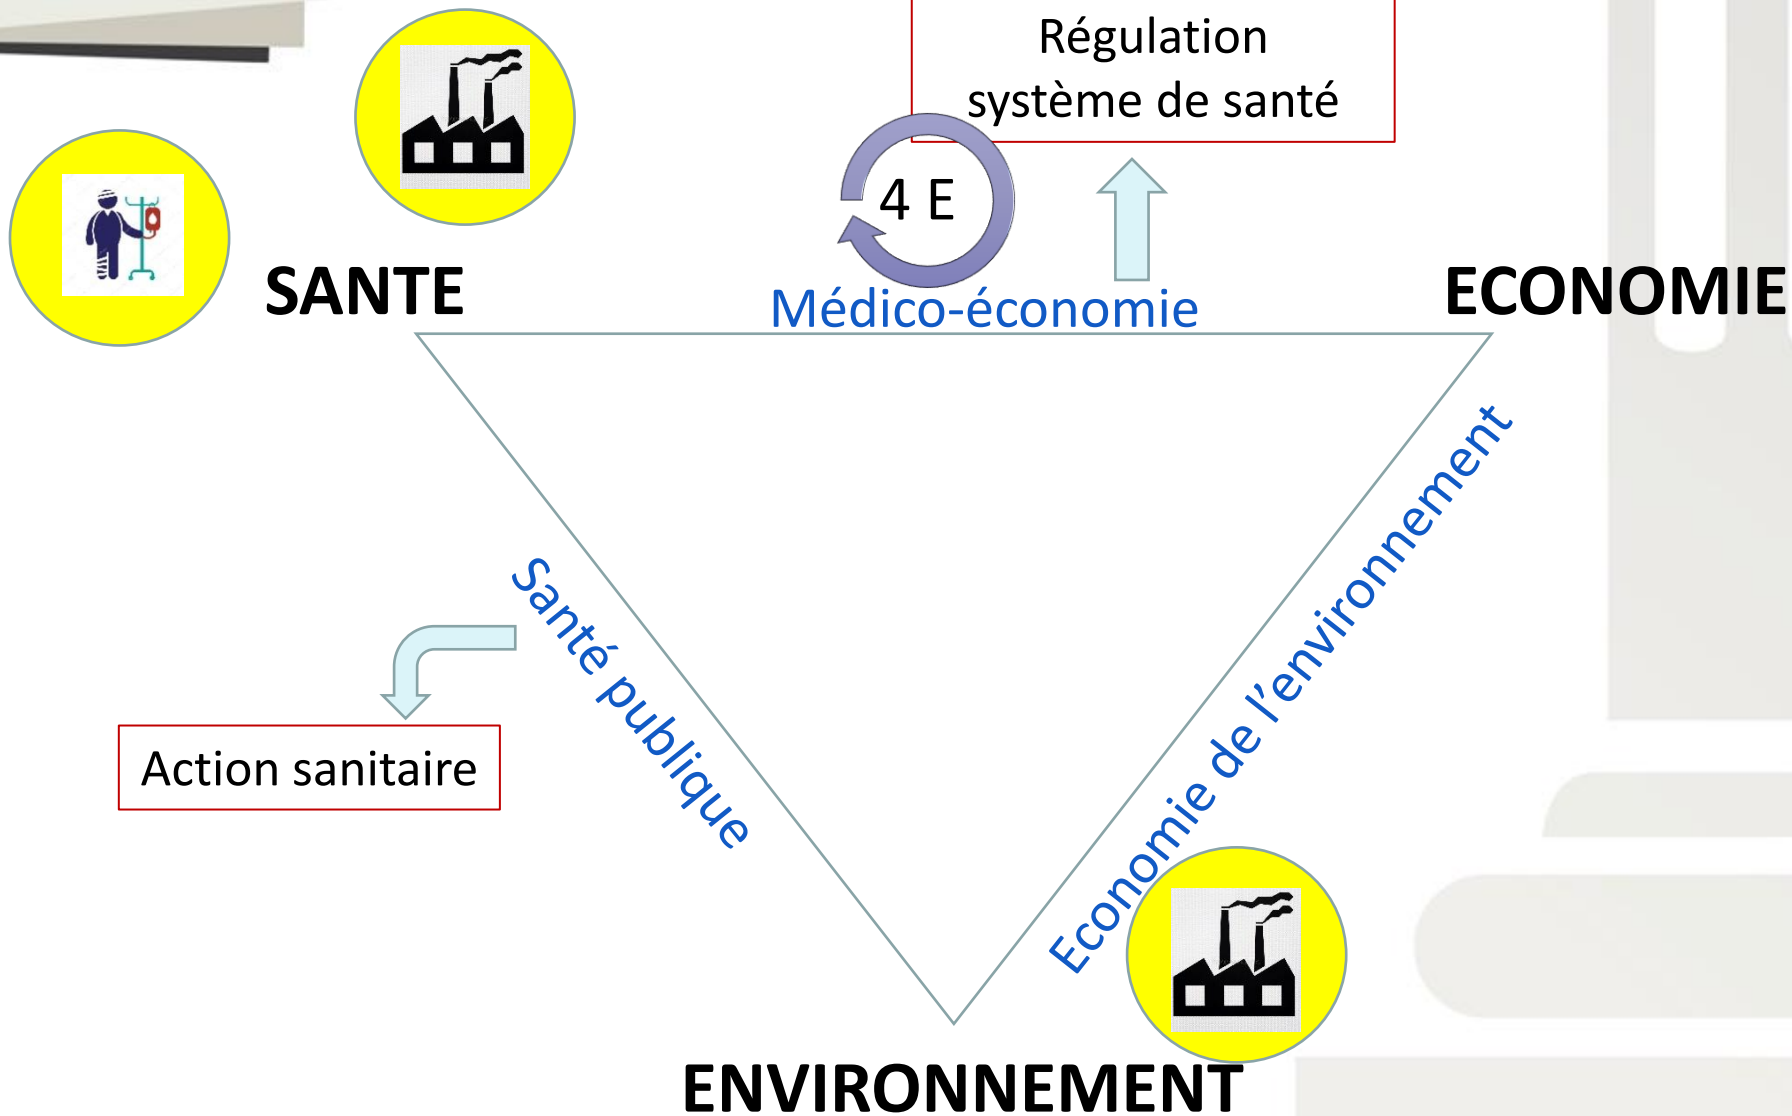 Régulation
système de santé
4 E
SANTE
Médico-économie
ECONOMIE
Santé publique
Economie de l’environnement
Action sanitaire
ENVIRONNEMENT